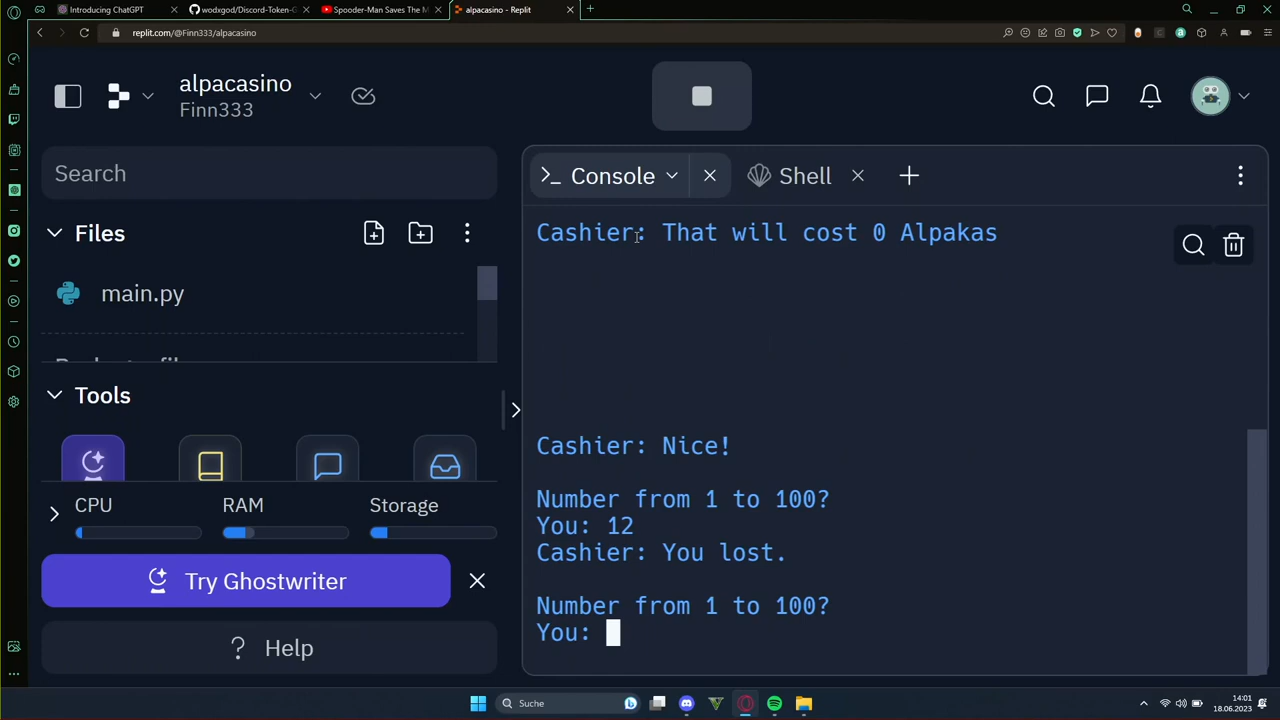 Introducing ChatGPT
wodxgod/Discord-Token-G
Spooder-Man Saves The M
alpacasino - Replit
replit.com/@Finn333/alpacasino
alpacasino
Finn333
Search
Files
main.py
Tools
CPU
RAM
Storage
Try Ghostwriter
Help
Console
Shell
Cashier: That will cost 0 Alpakas
Cashier: Nice!
Number from 1 to 100?
You: 12
Cashier: You lost.
Number from 1 to 100?
You:
Suche
14:01
18.06.2023